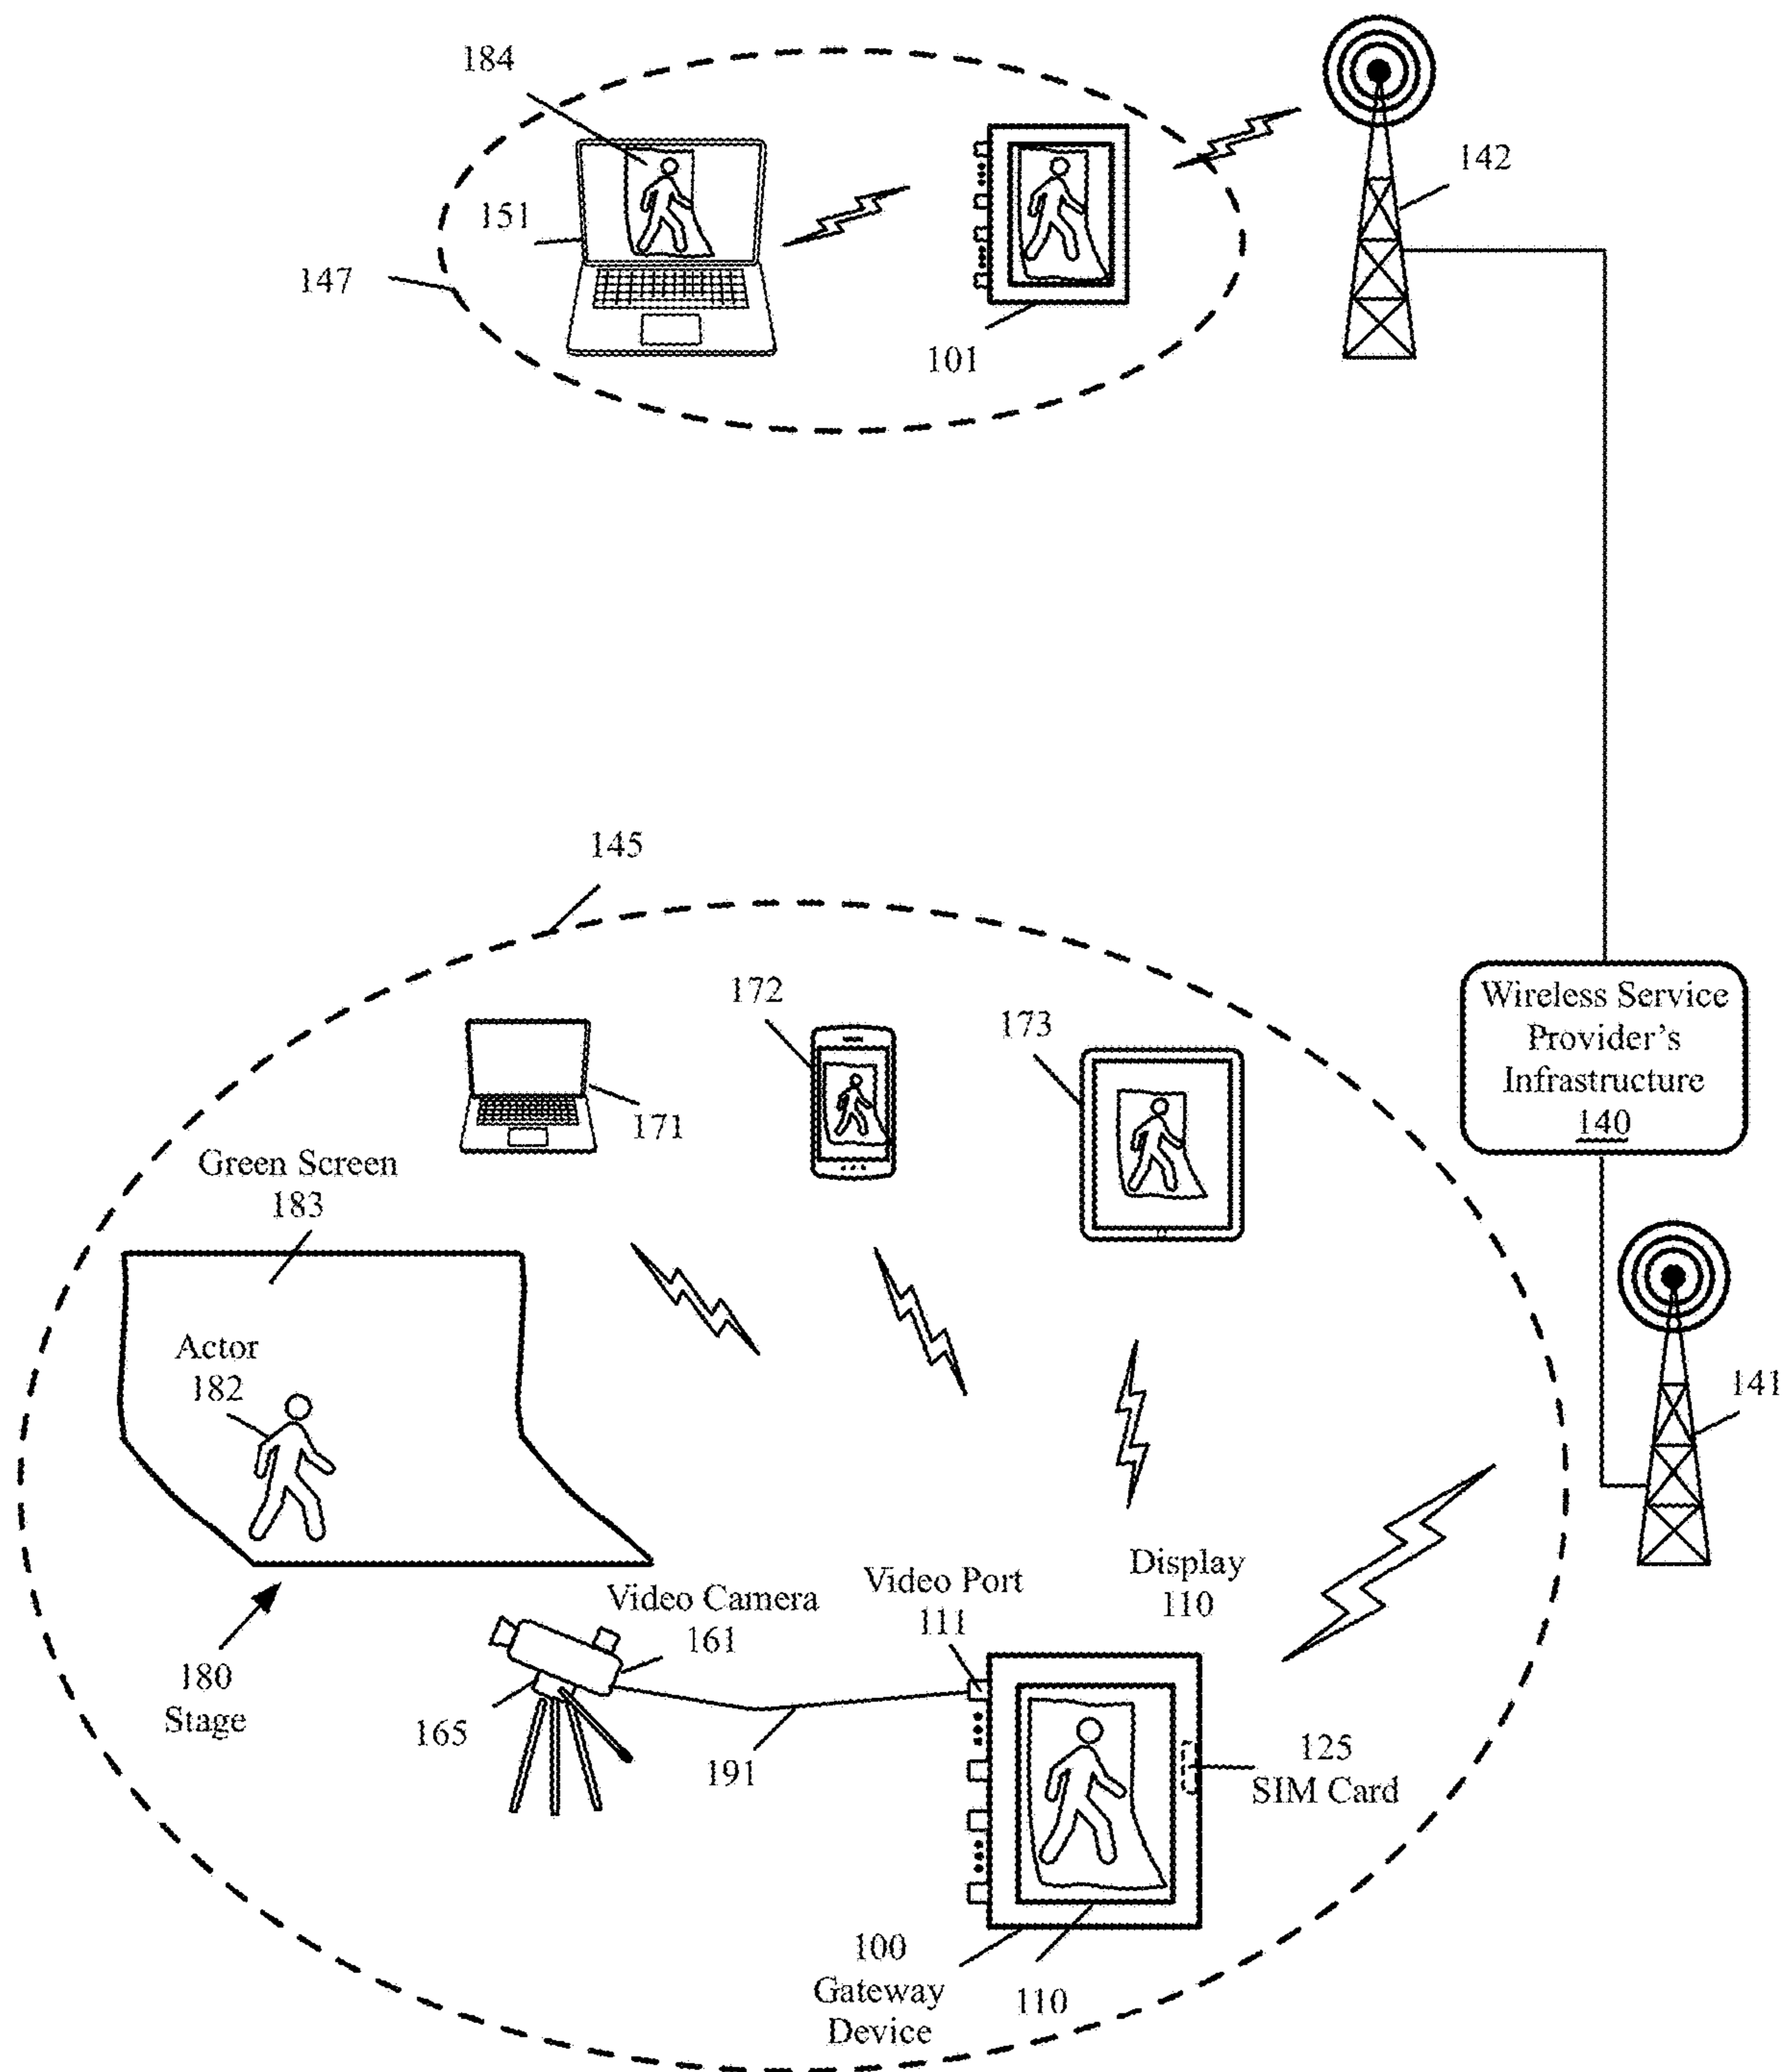 184
142
151
147
101
145
172
173
Wireless Service
Provider's
Infrastructure
140
171
Green Screen
183
Actor
182
141
Display
110
Video Port
111
Video Camera
161
180
Stage
165
191
125
SIM Card
100
Gateway
Device
110